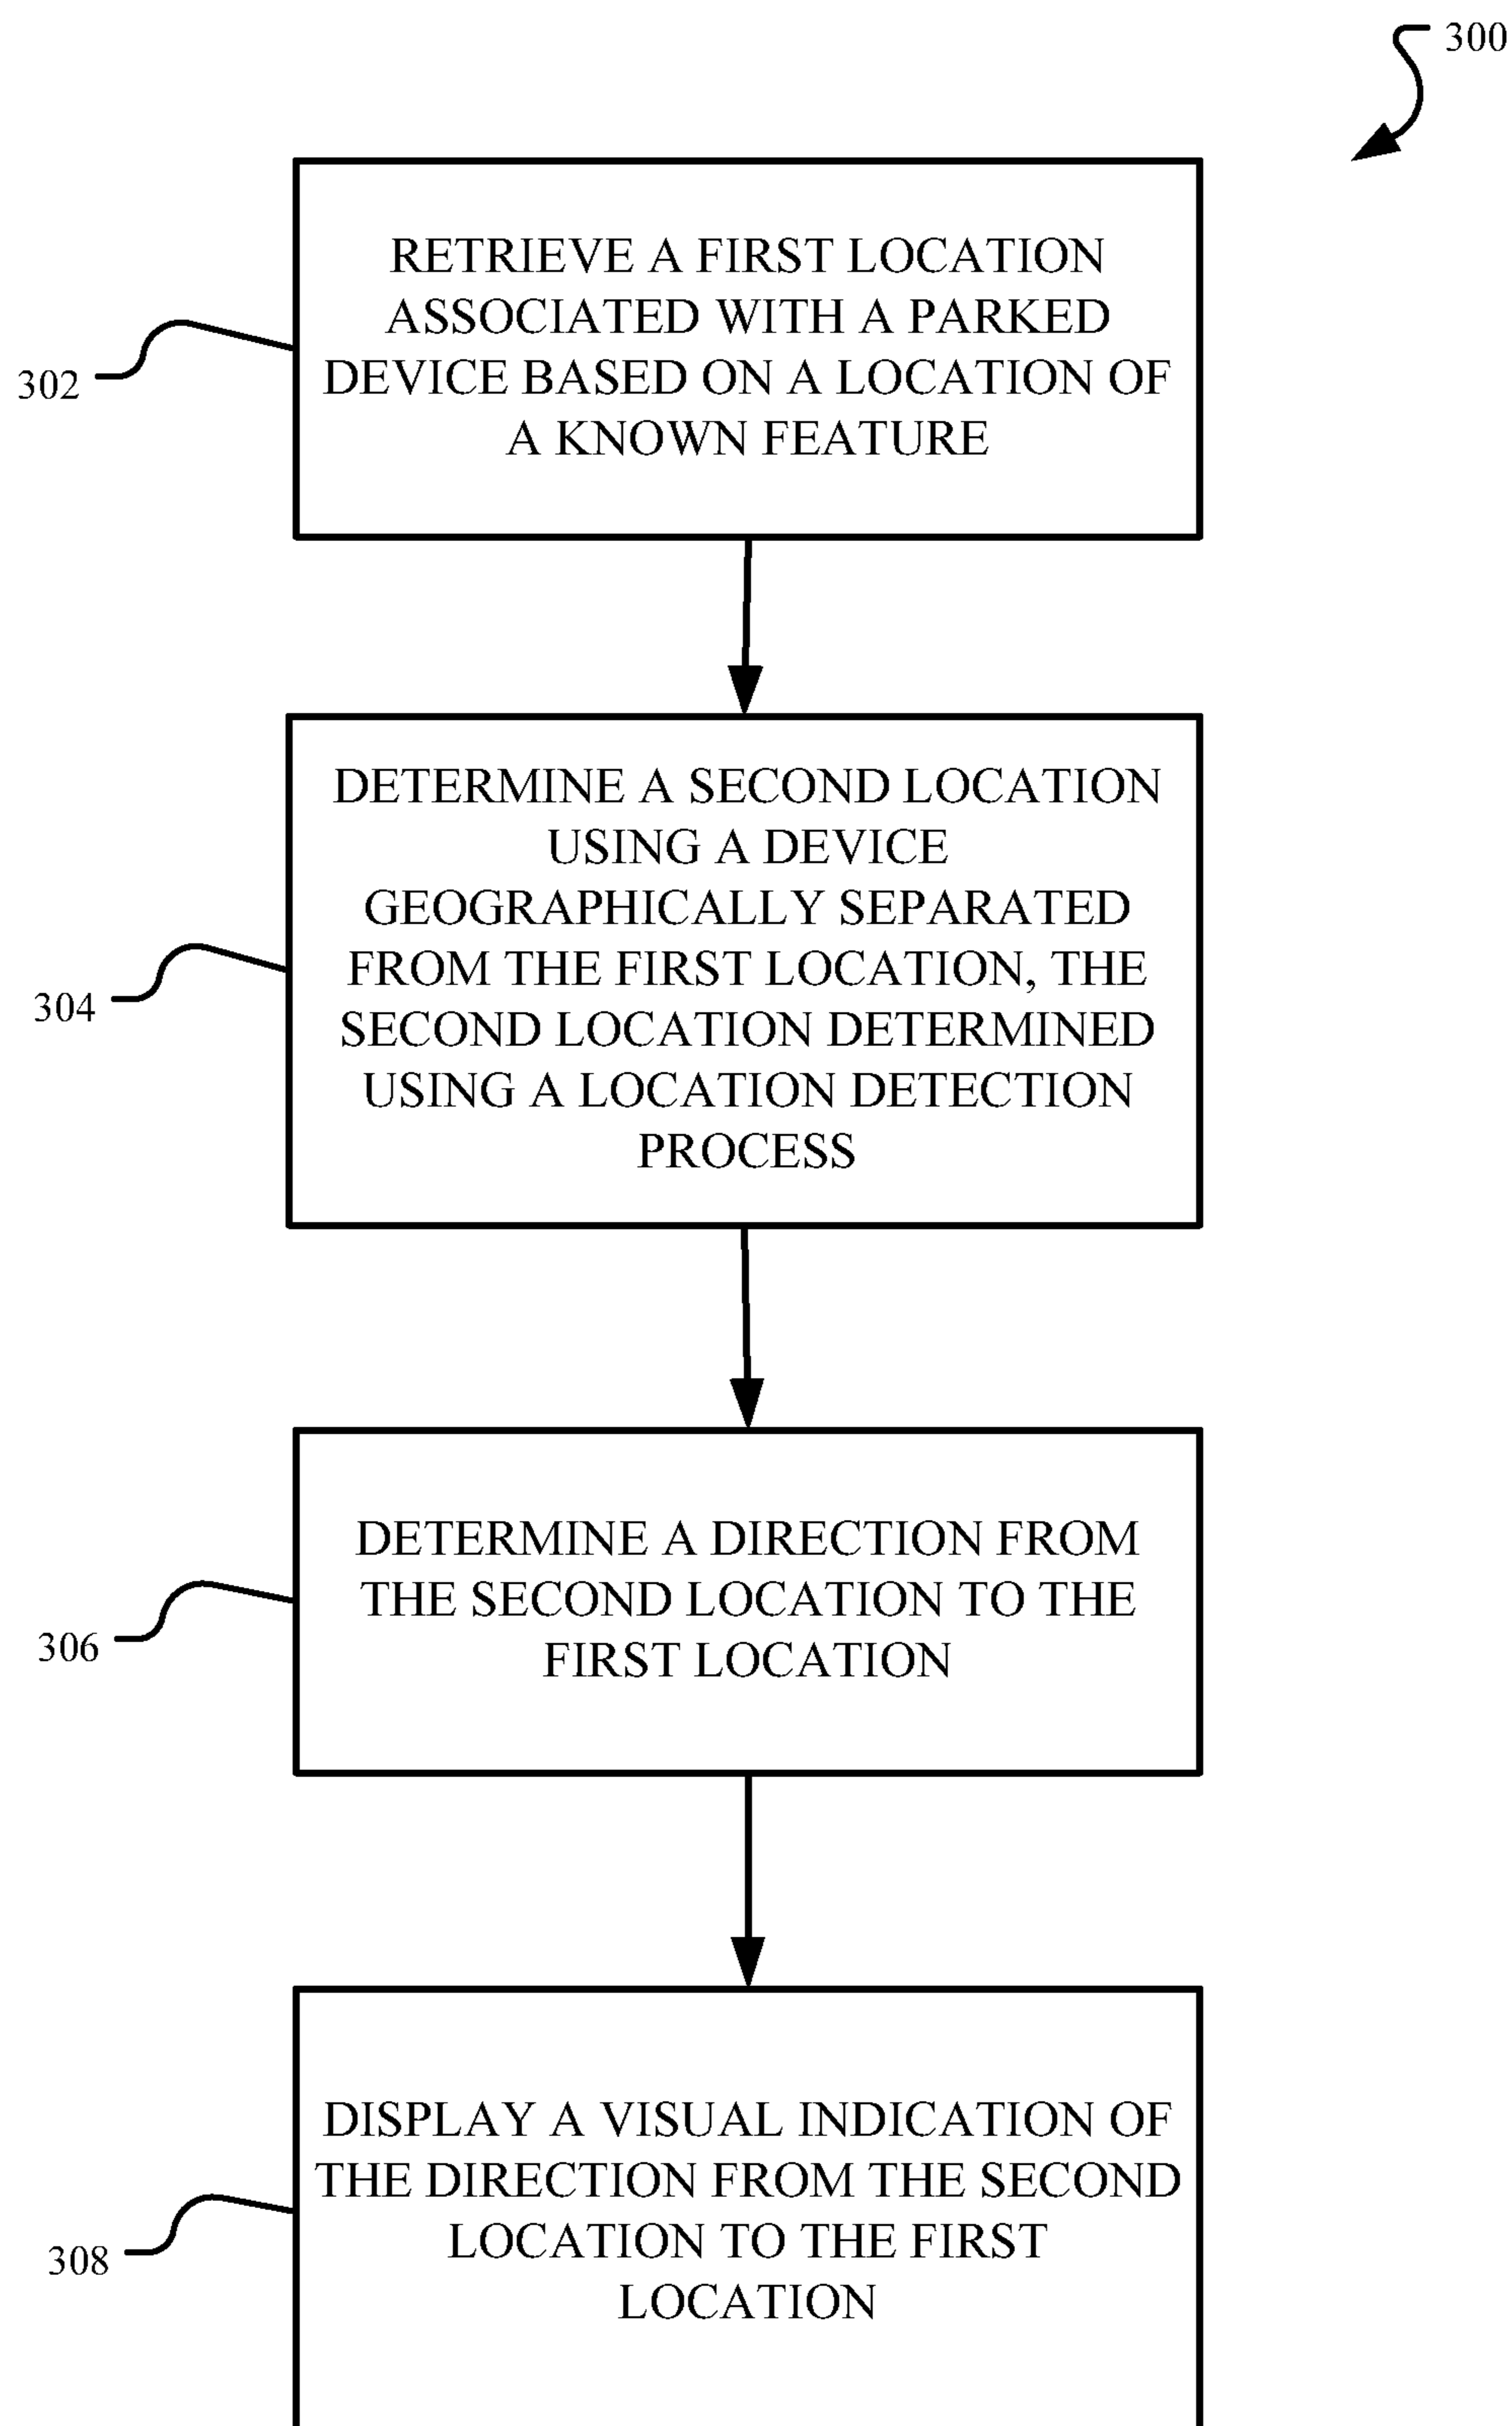 300
RETRIEVE A FIRST LOCATION
ASSOCIATED WITH A PARKED
DEVICE BASED ON A LOCATION OF
A KNOWN FEATURE
302
DETERMINE A SECOND LOCATION
USING A DEVICE
GEOGRAPHICALLY SEPARATED
FROM THE FIRST LOCATION, THE
SECOND LOCATION DETERMINED
USING A LOCATION DETECTION
PROCESS
304
DETERMINE A DIRECTION FROM
THE SECOND LOCATION TO THE
FIRST LOCATION
306
DISPLAY A VISUAL INDICATION OF
THE DIRECTION FROM THE SECOND
LOCATION TO THE FIRST
LOCATION
308